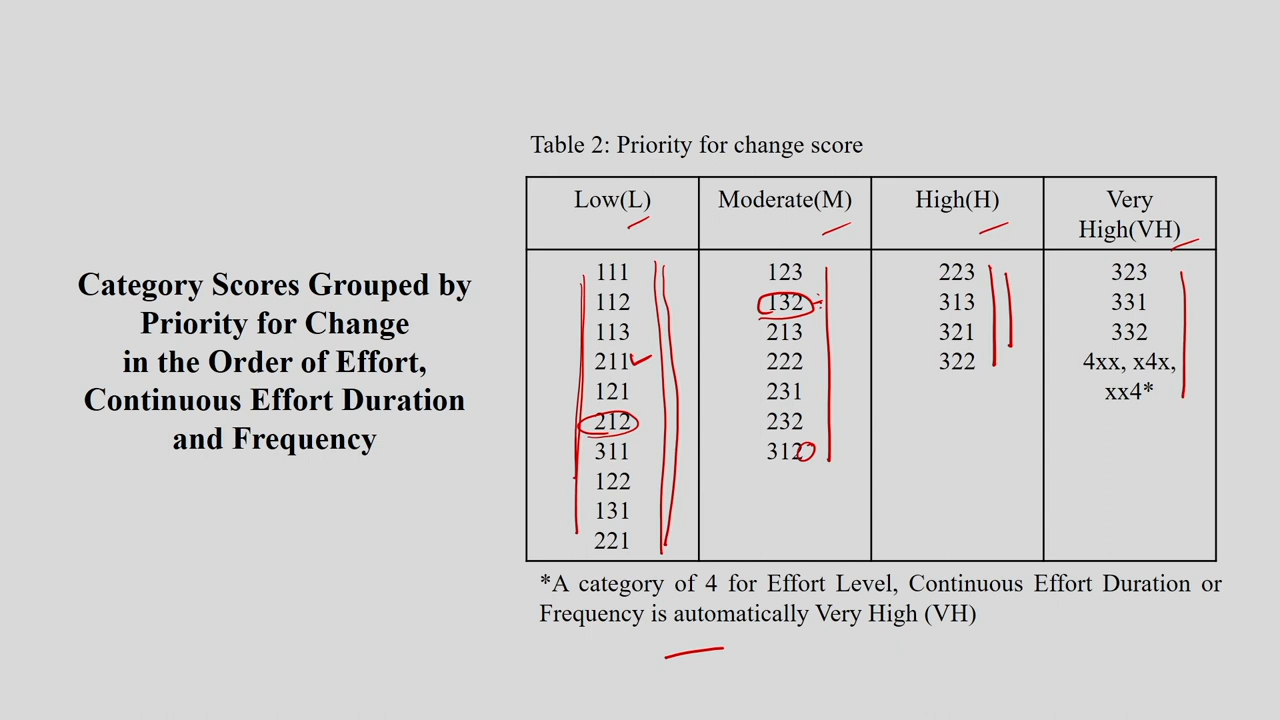 Category Scores Grouped by
Priority for Change
in the Order of Effort,
Continuous Effort Duration
and Frequency
Table 2: Priority for change score
Low(L) Moderate(M) High(H) Very
High(VH)
111 123 223 323
112 132 313 331
113 213 321 332
211 222 322 4xx, x4x,
121 231 xx4*
212 232
311 312
122
131
221
*A category of 4 for Effort Level, Continuous Effort Duration or
Frequency is automatically Very High (VH)